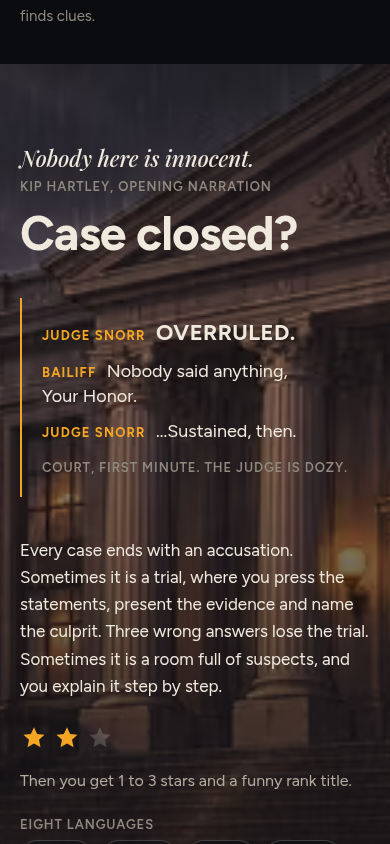 finds clues.
Nobody here is innocent.
KIP HARTLEY, OPENING NARRATION
Case closed?
JUDGE SNORR OVERRULED.
BAILIFF Nobody said anything,
Your Honor.
JUDGE SNORR ...Sustained, then.
COURT, FIRST MINUTE. THE JUDGE IS DOZY.
Every case ends with an accusation.
Sometimes it is a trial, where you press the
statements, present the evidence and name
the culprit. Three wrong answers lose the trial.
Sometimes it is a room full of suspects, and
you explain it step by step.
Then you get 1 to 3 stars and a funny rank title.
EIGHT LANGUAGES